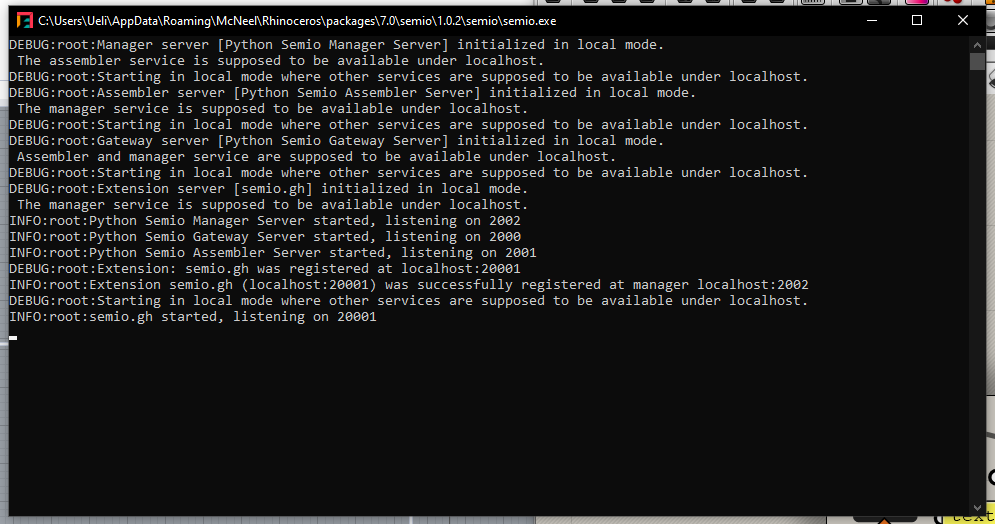 C:\Users\Ueli\AppData\Roaming\McNeel\Rhinoceros\packages\7.0\semio\1.0.2\semio\semio.exe
DEBUG:root:Manager server [Python Semio Manager Server] initialized in local mode.
The assembler service is supposed to be available under localhost.
DEBUG:root:Starting in local mode where other services are supposed to be available under localhost.
DEBUG:root:Assembler server [Python Semio Assembler Server] initialized in local mode.
The manager service is supposed to be available under localhost.
DEBUG:root:Starting in local mode where other services are supposed to be available under localhost.
DEBUG:root:Gateway server [Python Semio Gateway Server] initialized in local mode.
Assembler and manager service are supposed to be available under localhost.
DEBUG:root:Starting in local mode where other services are supposed to be available under localhost.
DEBUG:root:Extension server [semio.gh] initialized in local mode.
The manager service is supposed to be available under localhost.
INFO:root:Python Semio Manager Server started, listening on 2002
INFO:root:Python Semio Gateway Server started, listening on 2000
INFO:root:Python Semio Assembler Server started, listening on 2001
DEBUG:root:Extension: semio.gh was registered at localhost:20001
INFO:root:Extension semio.gh (localhost:20001) was successfully registered at manager localhost:2002
DEBUG:root:Starting in local mode where other services are supposed to be available under localhost.
INFO:root:semio.gh started, listening on 20001
text